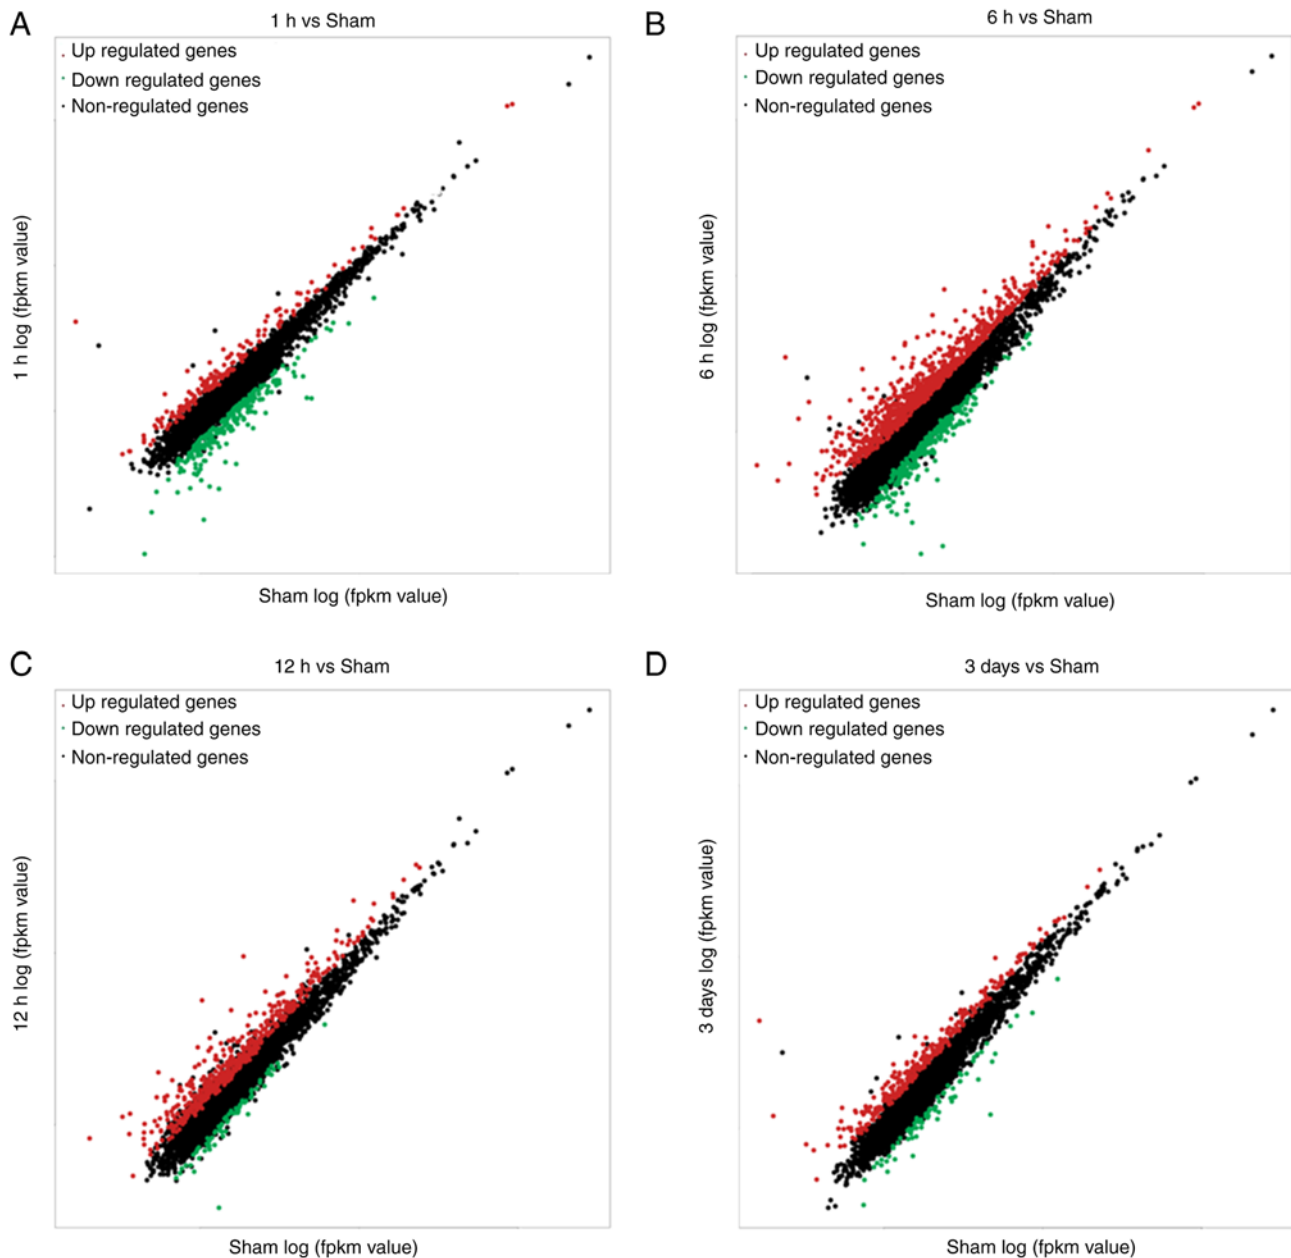 A
1 h vs Sham
Up regulated genes
Down regulated genes
Non-regulated genes
1 h log (fpkm value)
Sham log (fpkm value)
B
6 h vs Sham
Up regulated genes
Down regulated genes
Non-regulated genes
6 h log (fpkm value)
Sham log (fpkm value)
C
12 h vs Sham
Up regulated genes
Down regulated genes
Non-regulated genes
12 h log (fpkm value)
Sham log (fpkm value)
D
3 days vs Sham
Up regulated genes
Down regulated genes
Non-regulated genes
3 days log (fpkm value)
Sham log (fpkm value)